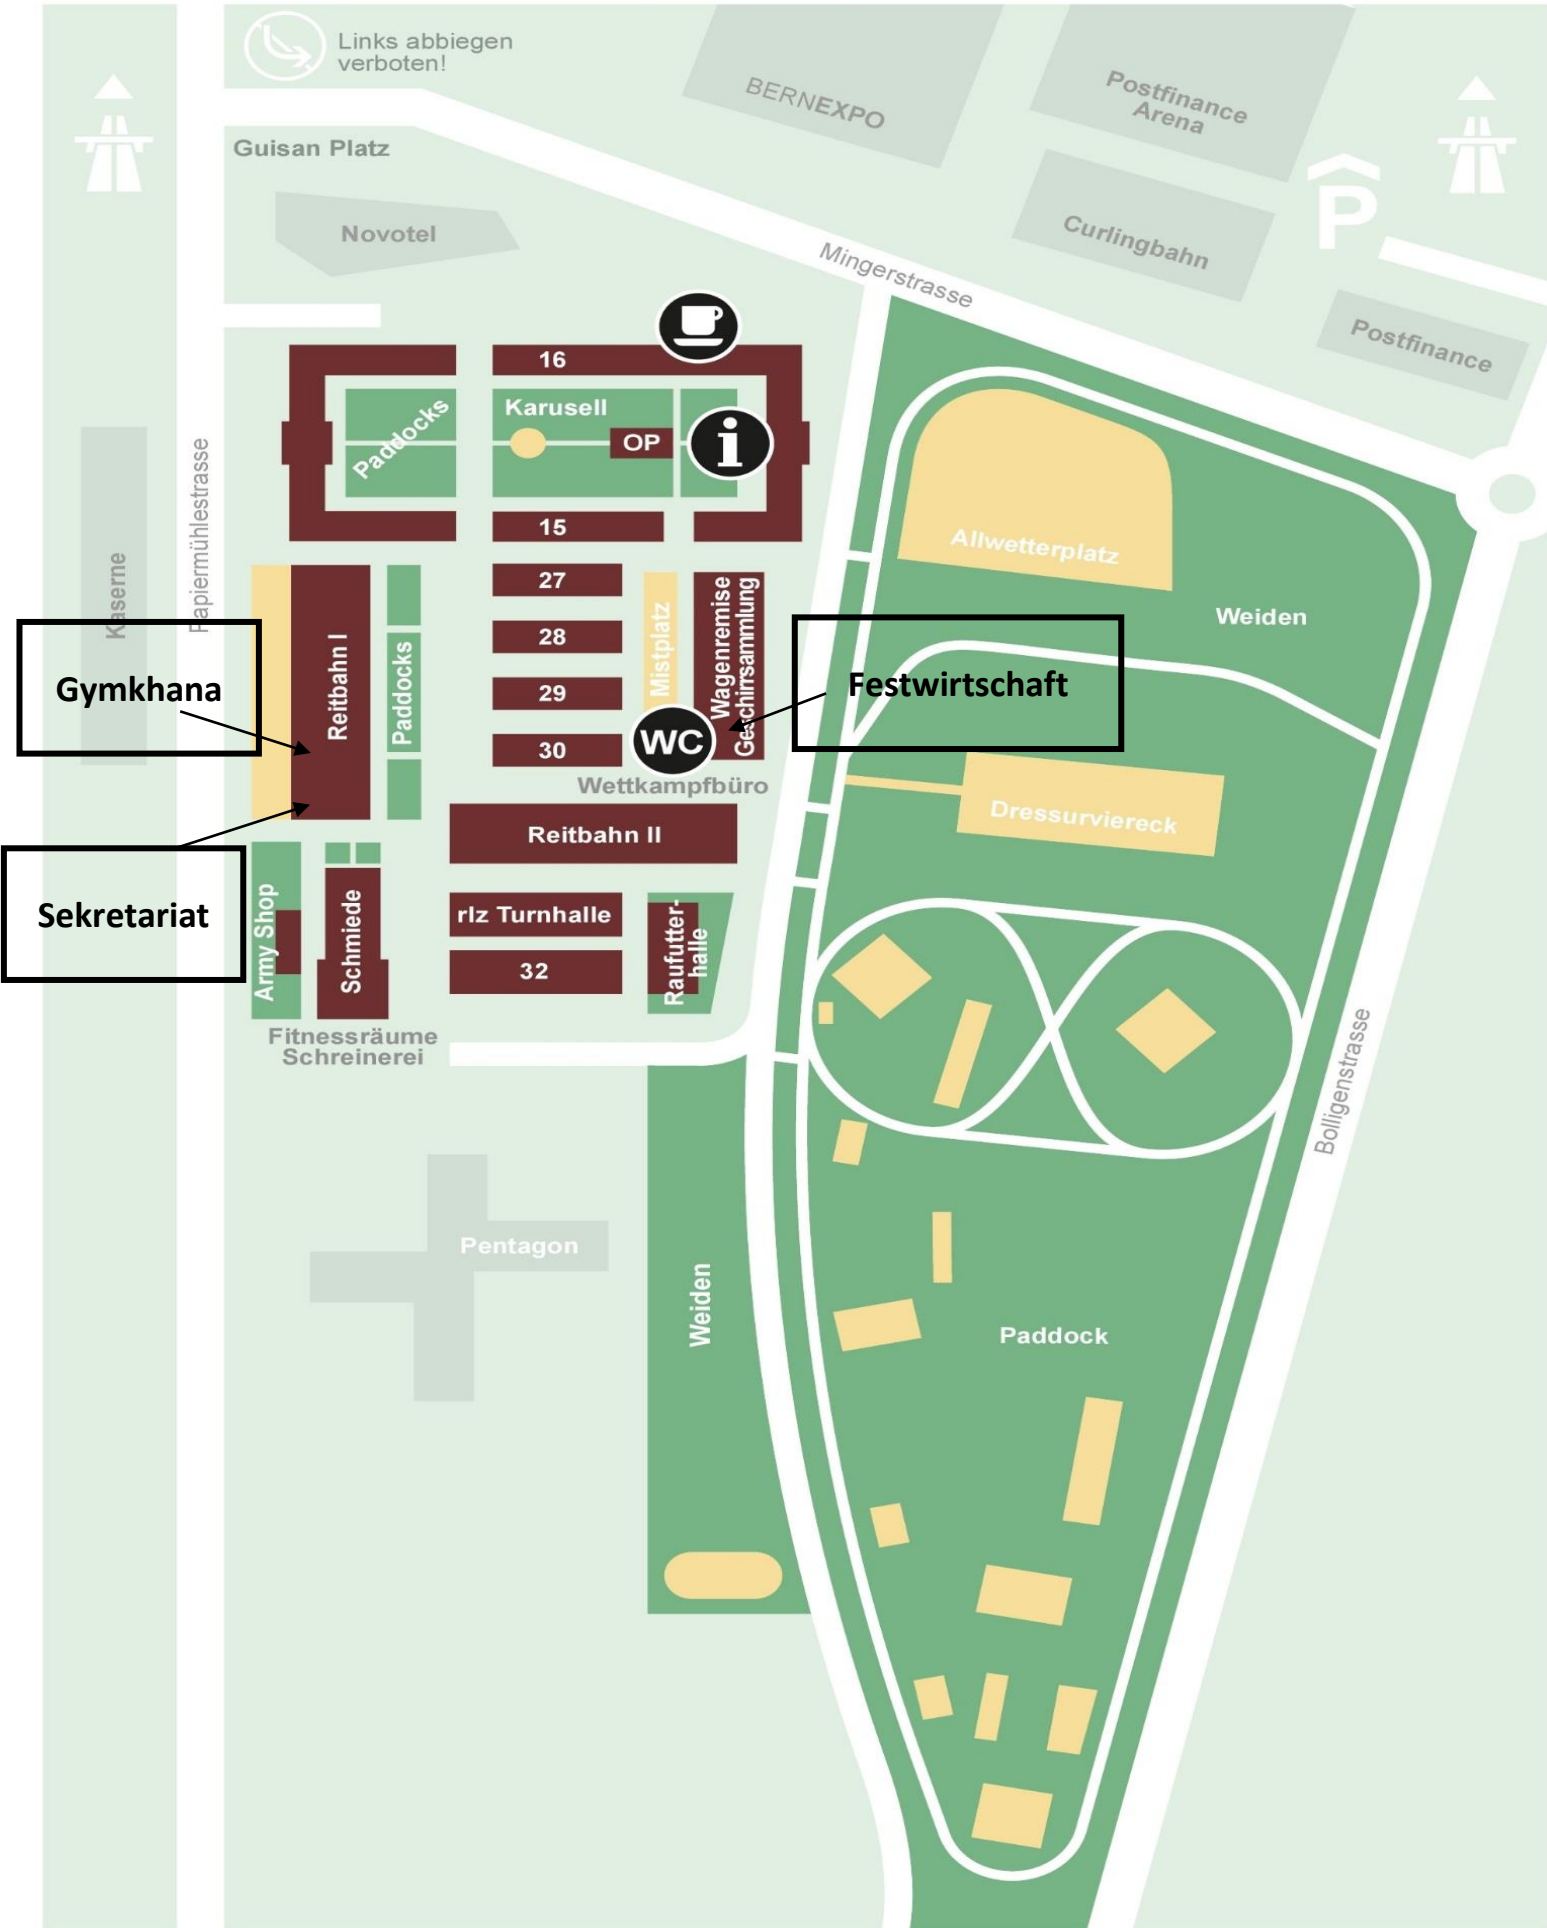 Links abbiegen
verboten!
BERNEXPO
Postfinance
Arena
Guisan Platz
P
Novotel
Curlingbahn
Mingerstrasse
Postfinance
16
Karusell
Paddocks
OP
i
Papiermühlestrasse
15
Allwetterplatz
Kaserne
27
Weiden
28
Mistplatz
Wagenremise
Geschirrsammlung
Reitbahn I
Paddocks
Gymkhana
29
Festwirtschaft
30
WC
Wettkampfbüro
Dressurviereck
Reitbahn II
Sekretariat
Army Shop
Schmiede
rlz Turnhalle
32
Raufutter-
halle
Fitnessräume
Schreinerei
Bolligenstrasse
Pentagon
Weiden
Paddock